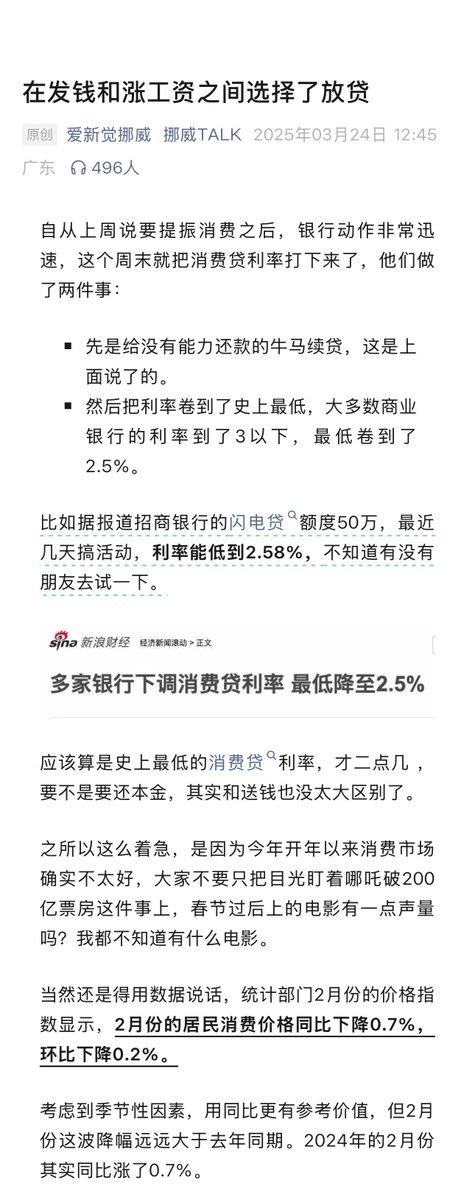 在发钱和涨工资之间选择了放贷
原创 爱新觉挪威 挪威TALK 2025年03月24日 12:45
广东 496人
自从上周说要提振消费之后，银行动作非常迅
速，这个周末就把消费贷利率打下来了，他们做
了两件事：
▪ 先是给没有能力还款的牛马续贷，这是上
面说了的。
▪ 然后把利率卷到了史上最低，大多数商业
银行的利率到了3以下，最低卷到了
2.5%。
比如据报道招商银行的闪电贷额度50万，最近
几天搞活动，利率能低到2.58%，不知道有没有
朋友去试一下。
sina 新浪财经 经济新闻滚动 > 正文
多家银行下调消费贷利率 最低降至2.5%
应该算是史上最低的消费贷利率，才二点几 ，
要不是要还本金，其实和送钱也没太大区别了。
之所以这么着急，是因为今年开年以来消费市场
确实不太好，大家不要只把目光盯着哪吒破200
亿票房这件事上，春节过后上的电影有一点声量
吗？我都不知道有什么电影。
当然还是得用数据说话，统计部门2月份的价格指
数显示，2月份的居民消费价格同比下降0.7%，
环比下降0.2%。
考虑到季节性因素，用同比更有参考价值，但2月
份这波降幅远远大于去年同期。2024年的2月份
其实同比涨了0.7%。